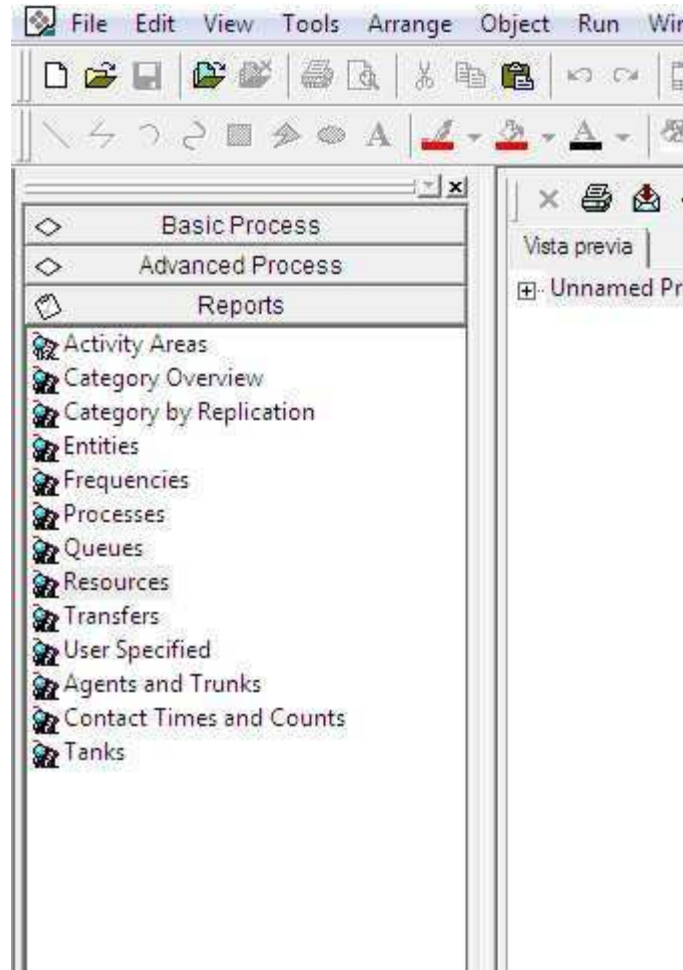 File Edit View Tools Arrange Object Run
A A
Basic Process
Advanced Process
Reports
Activity Areas
Category Overview
Category by Replication
Entities
Frequencies
Processes
Queues
Resources
Transfers
User Specified
Agents and Trunks
Contact Times and Counts
Tanks
Vista previa
Unnamed Pr